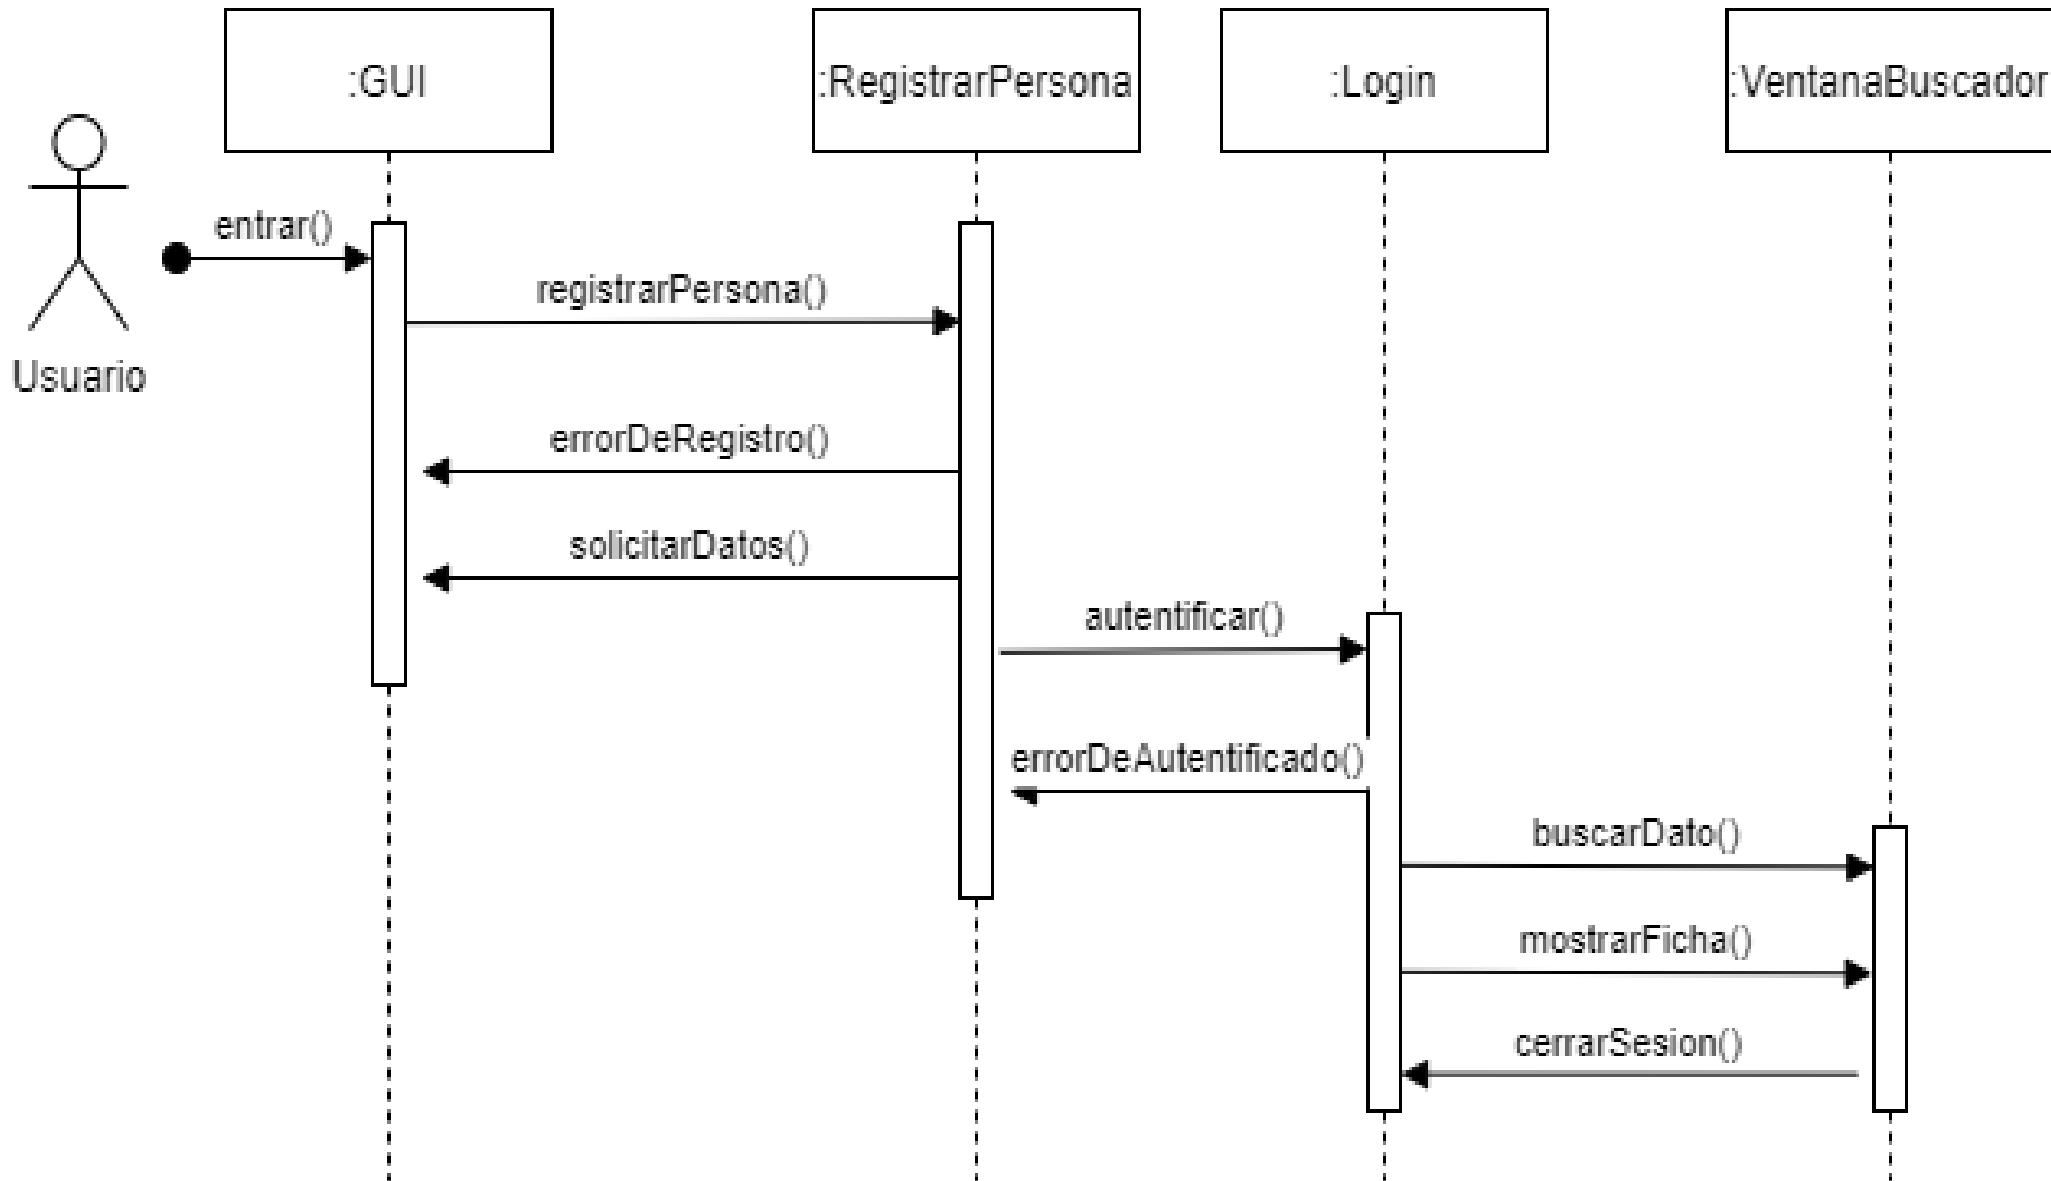 :GUI
:RegistrarPersona
:Login
:VentanaBuscador
entrar()
registrarPersona()
Usuario
errorDeRegistro()
solicitarDatos()
autentificar()
errorDeAutentificado()
buscarDato()
mostrarFicha()
cerrarSesion()